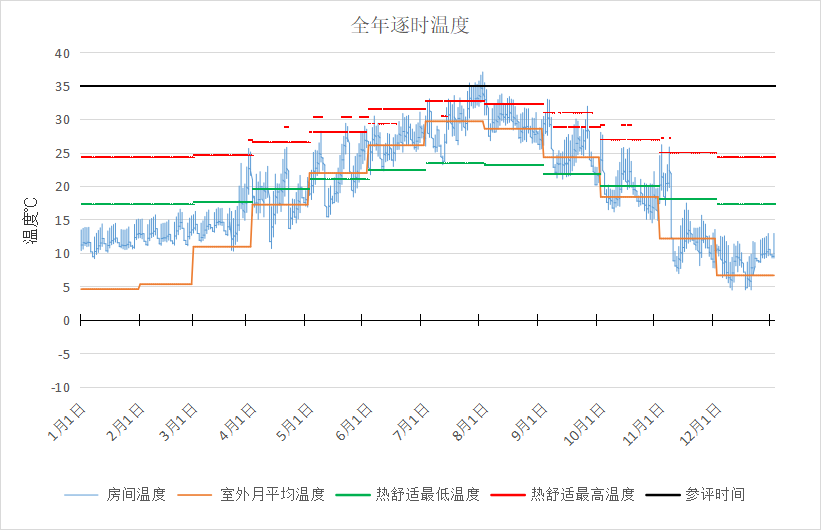 全年逐时温度
40
35
30
25
20
15
10
5
0
-5
-10
温度℃
1月1日
2月1日
3月1日
4月1日
5月1日
6月1日
7月1日
8月1日
9月1日
10月1日
11月1日
12月1日
房间温度 室外月平均温度 热舒适最低温度 热舒适最高温度 参评时间